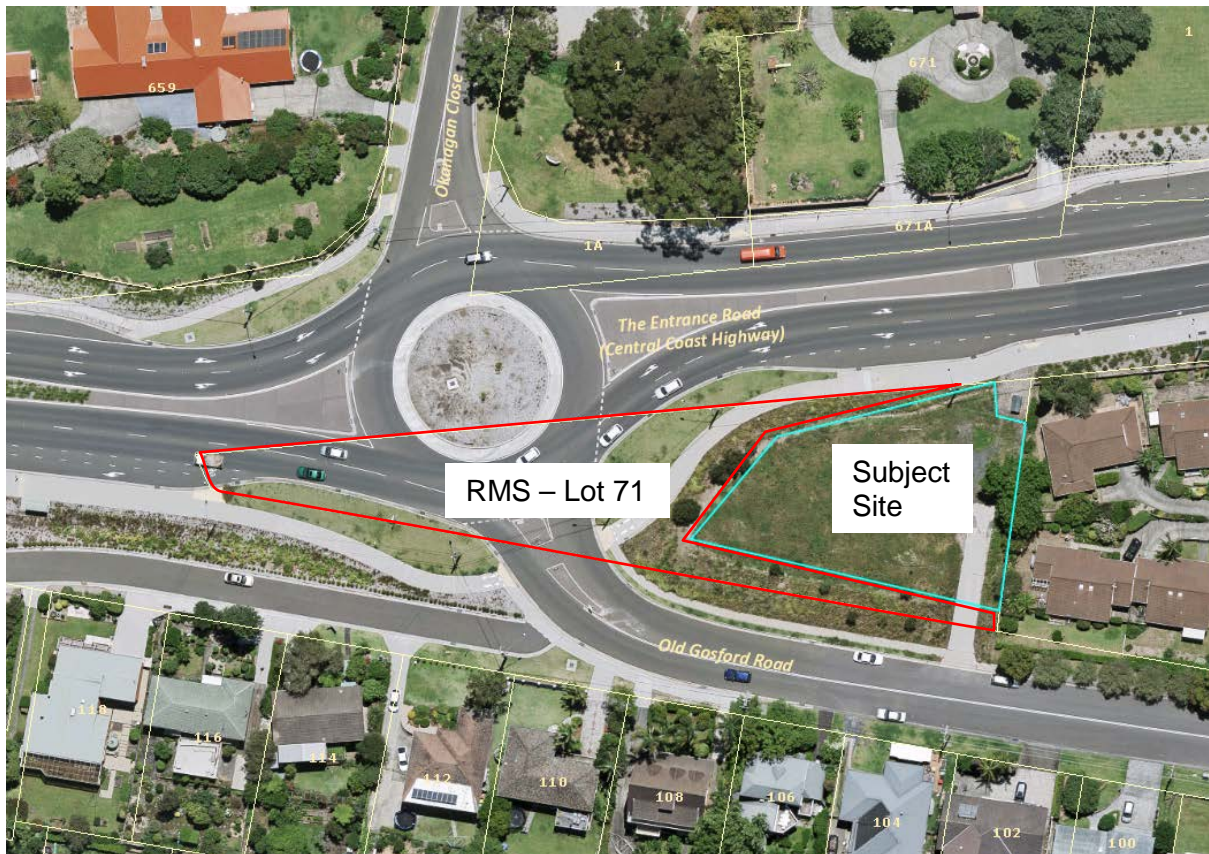 1
671
1
659
Okanagan Close
1A
671A
The Entrance Road
(Central Coast Highway)
RMS – Lot 71
Subject
Site
Old Gosford Road
118
116
114
112
110
108
106
104
102
100